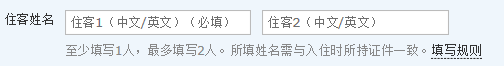 住客姓名 住客1（中文/英文）（必填） 住客2（中文/英文）
至少填写1人，最多填写2人。所填姓名需与入住时所持证件一致。填写规则